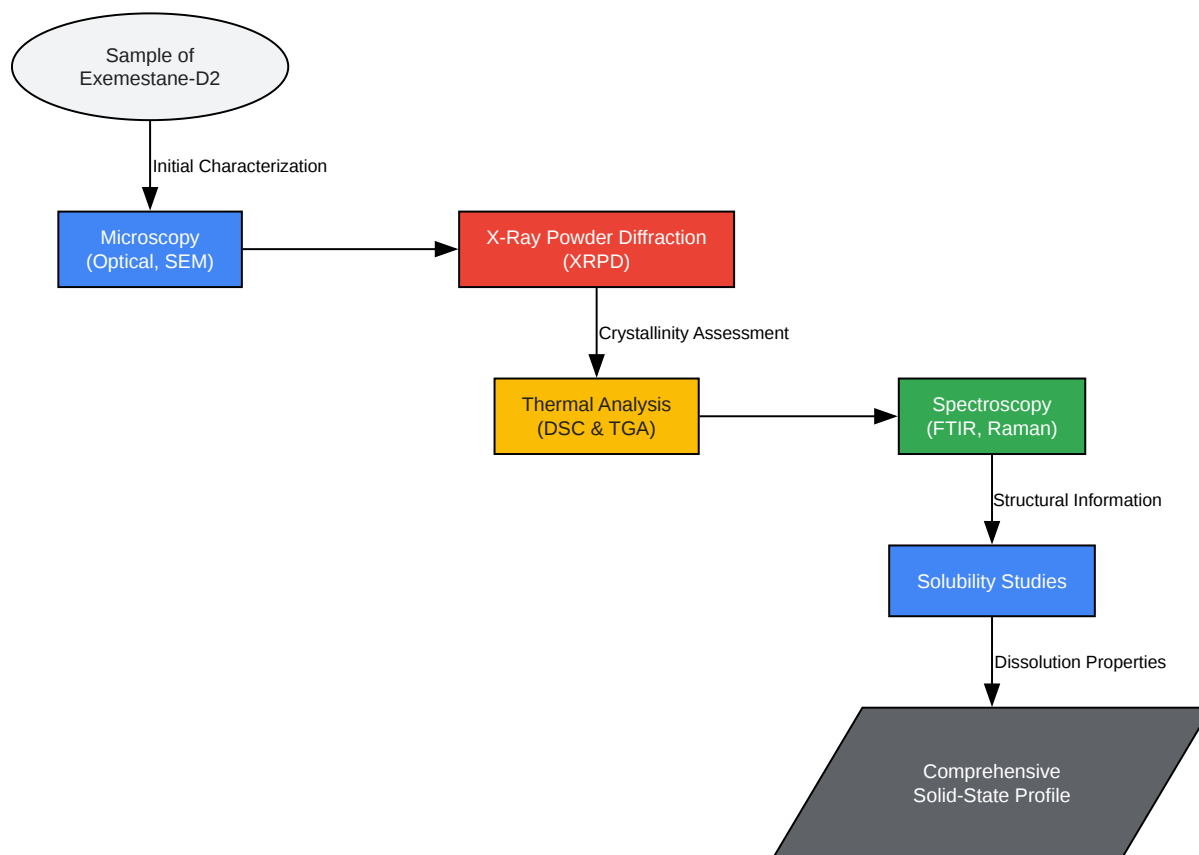 Sample of
Exemestane-D2
Initial Characterization
Microscopy
(Optical, SEM)
X-Ray Powder Diffraction
(XRPD)
Crystallinity Assessment
Thermal Analysis
(DSC & TGA)
Spectroscopy
(FTIR, Raman)
Structural Information
Solubility Studies
Dissolution Properties
Comprehensive
Solid-State Profile